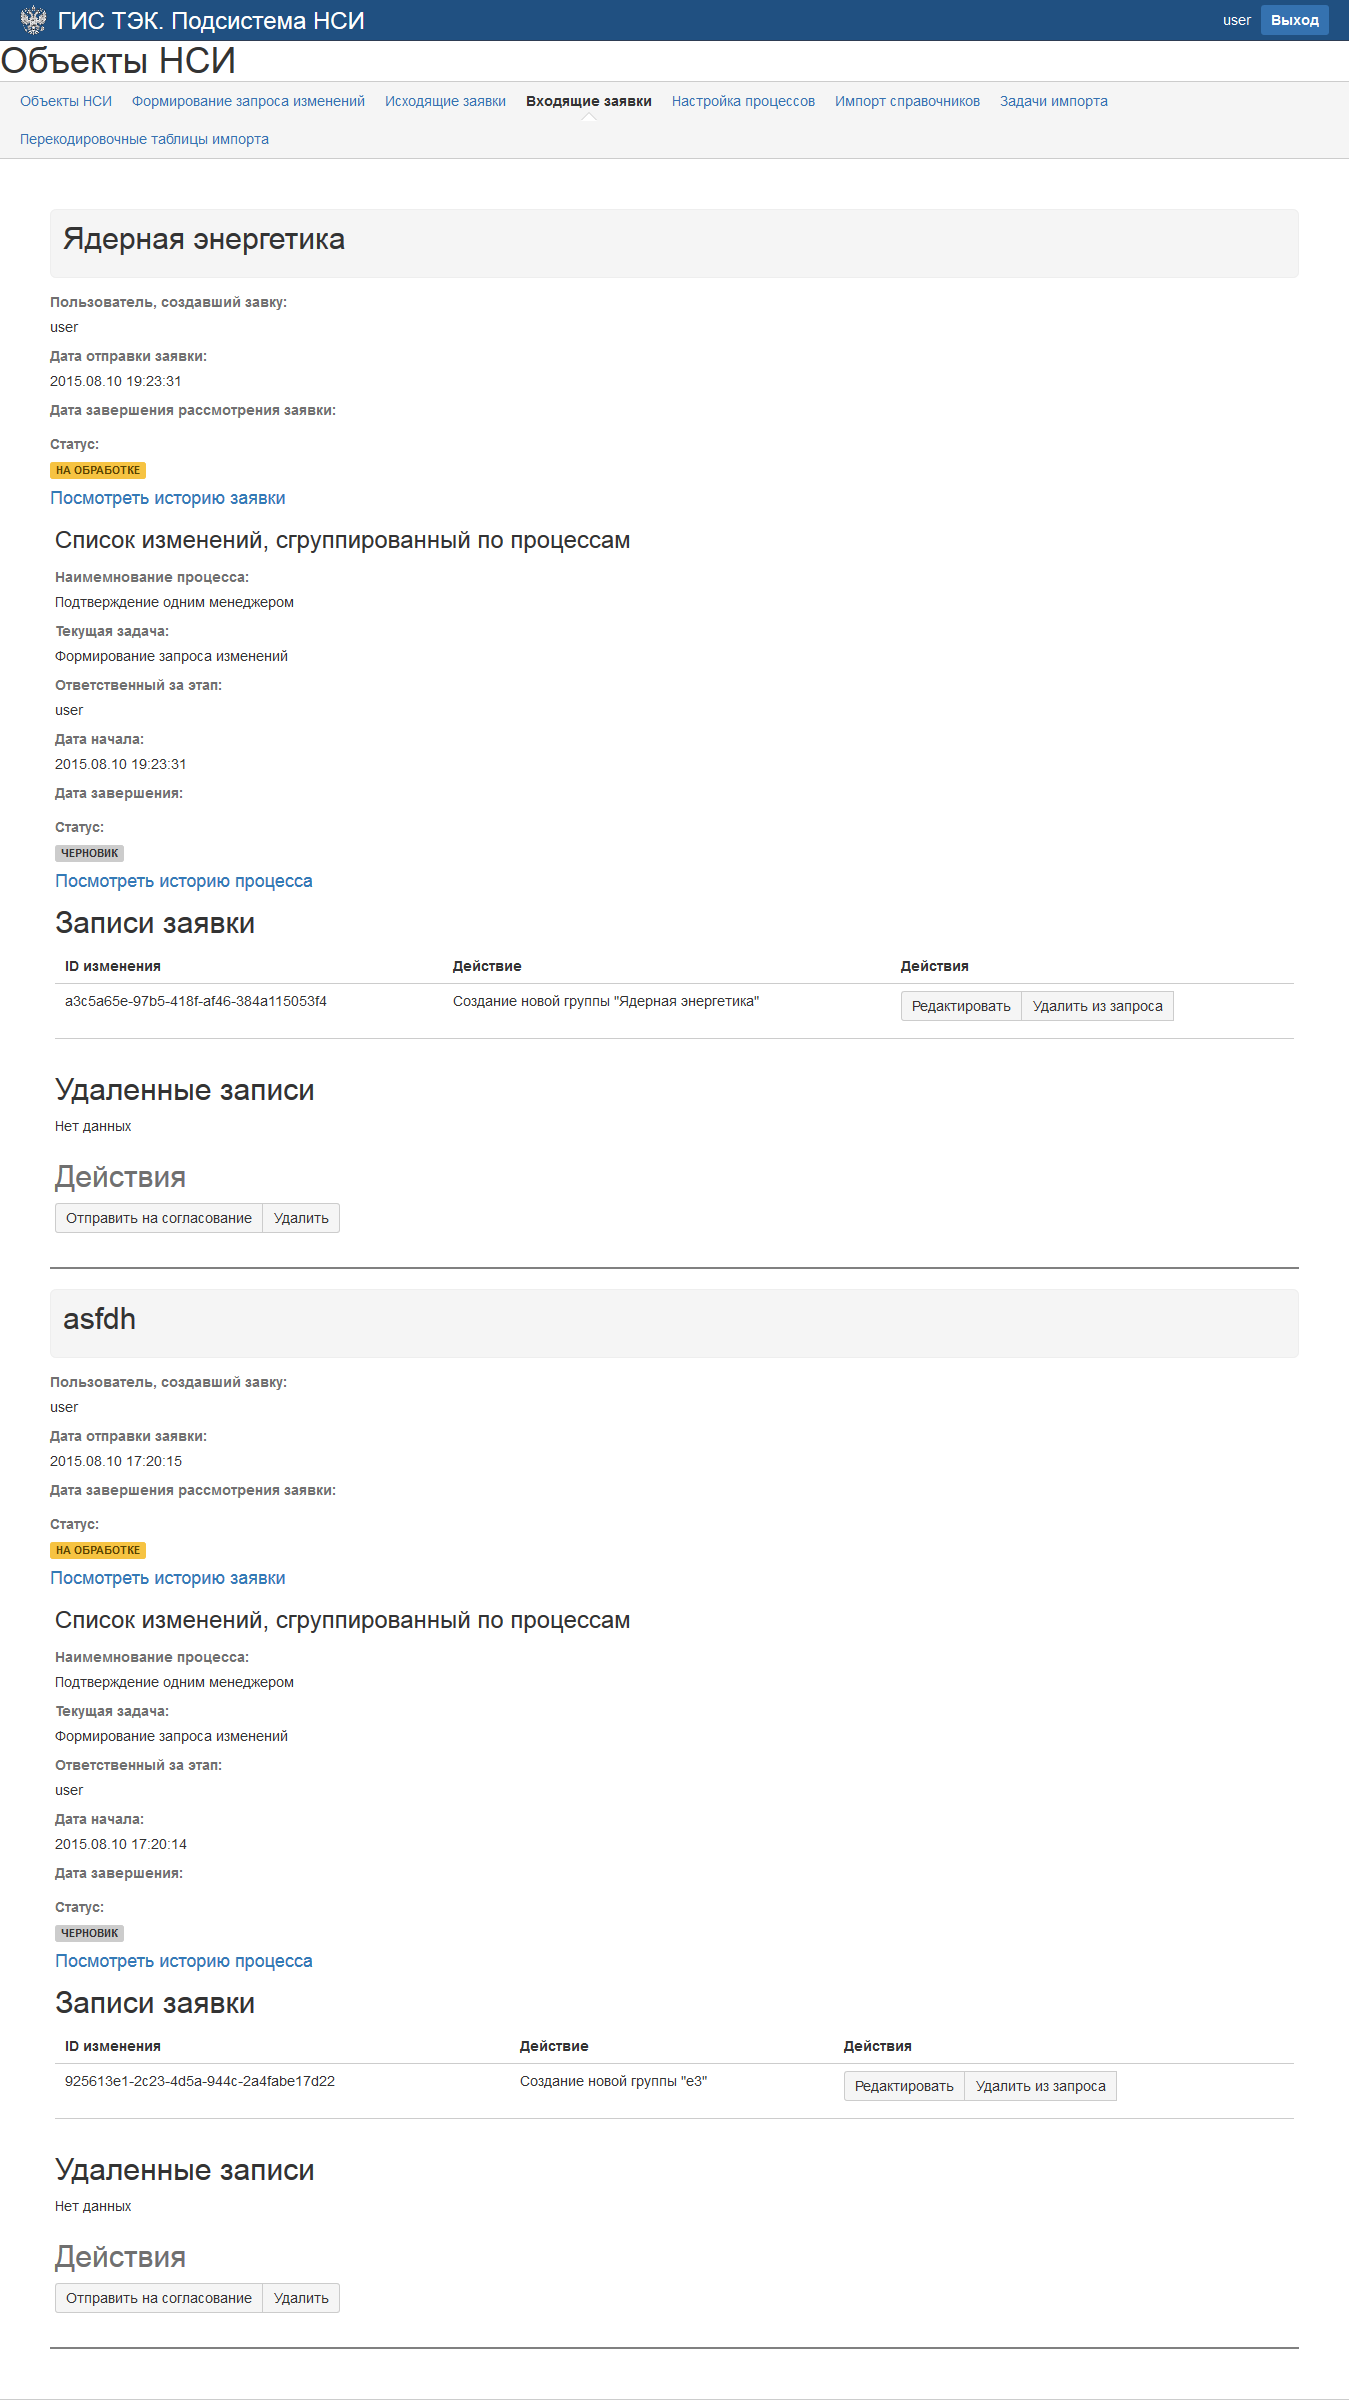 ГИС ТЭК. Подсистема НСИ
user Выход
Объекты НСИ
Объекты НСИ Формирование запроса изменений Исходящие заявки Входящие заявки Настройка процессов Импорт справочников Задачи импорта
Перекодировочные таблицы импорта
Ядерная энергетика
Пользователь, создавший завку:
user
Дата отправки заявки:
2015.08.10 19:23:31
Дата завершения рассмотрения заявки:
Статус:
НА ОБРАБОТКЕ
Посмотреть историю заявки
Список изменений, сгруппированный по процессам
Наимемнование процесса:
Подтверждение одним менеджером
Текущая задача:
Формирование запроса изменений
Ответственный за этап:
user
Дата начала:
2015.08.10 19:23:31
Дата завершения:
Статус:
ЧЕРНОВИК
Посмотреть историю процесса
Записи заявки
ID изменения Действие Действия
a3c5a65e-97b5-418f-af46-384a115053f4 Создание новой группы "Ядерная энергетика" Редактировать Удалить из запроса
Удаленные записи
Нет данных
Действия
Отправить на согласование Удалить
asfdh
Пользователь, создавший завку:
user
Дата отправки заявки:
2015.08.10 17:20:15
Дата завершения рассмотрения заявки:
Статус:
НА ОБРАБОТКЕ
Посмотреть историю заявки
Список изменений, сгруппированный по процессам
Наимемнование процесса:
Подтверждение одним менеджером
Текущая задача:
Формирование запроса изменений
Ответственный за этап:
user
Дата начала:
2015.08.10 17:20:14
Дата завершения:
Статус:
ЧЕРНОВИК
Посмотреть историю процесса
Записи заявки
ID изменения Действие Действия
925613e1-2c23-4d5a-944c-2a4fabe17d22 Создание новой группы "e3" Редактировать Удалить из запроса
Удаленные записи
Нет данных
Действия
Отправить на согласование Удалить